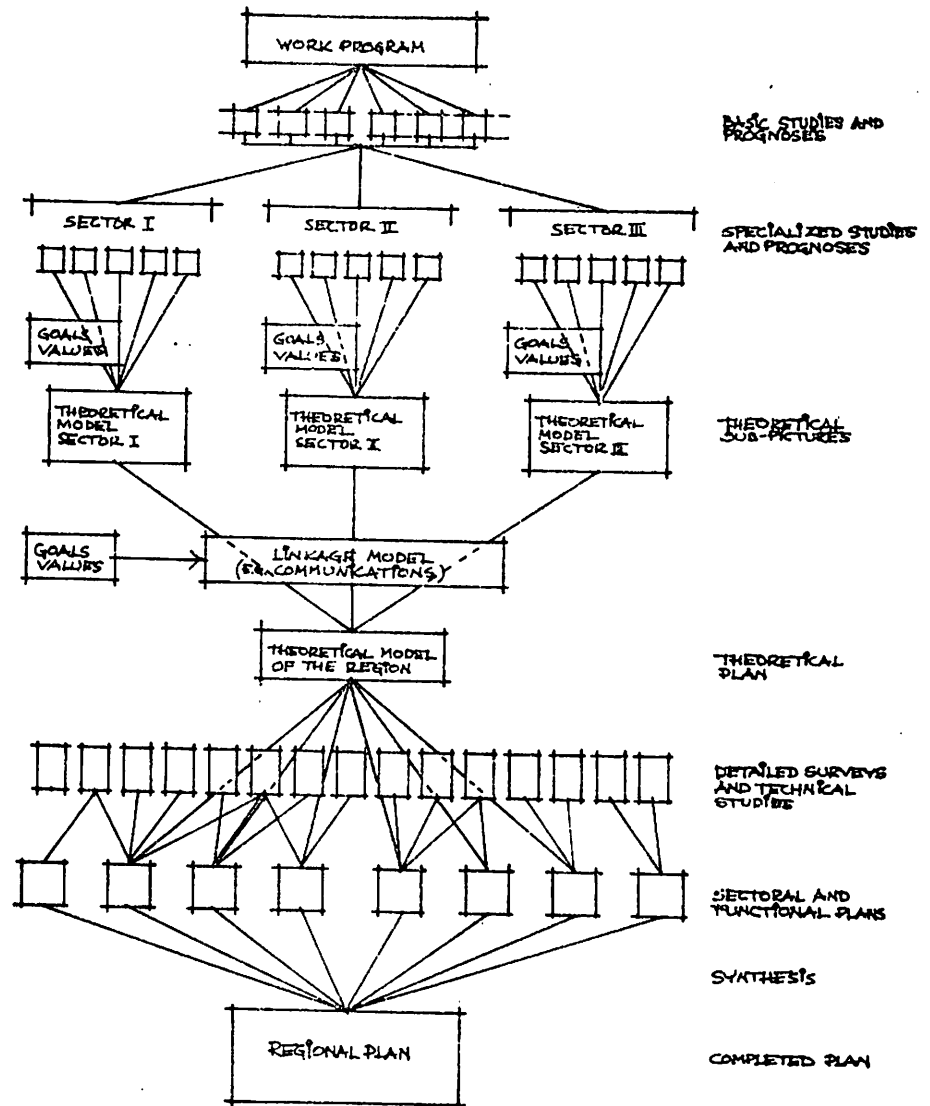 WORK PROGRAM
BASIC STUDIES AND
PROGNOSES
SECTOR I
SECTOR II
SECTOR III
SPECIALIZED STUDIES
AND PROGNOSES
GOALS
VALUES
GOALS
VALUES
GOALS
VALUES
THEORETICAL
MODEL
SECTOR I
THEORETICAL
MODEL
SECTOR II
THEORETICAL
MODEL
SECTOR III
THEORETICAL
SUB-PICTURES
GOALS
VALUES
LINKAGE MODEL
(E.G. COMMUNICATIONS)
THEORETICAL MODEL
OF THE REGION
THEORETICAL
PLAN
DETAILED SURVEYS
AND TECHNICAL
STUDIES
SECTORAL AND
FUNCTIONAL PLANS
SYNTHESIS
REGIONAL PLAN
COMPLETED PLAN